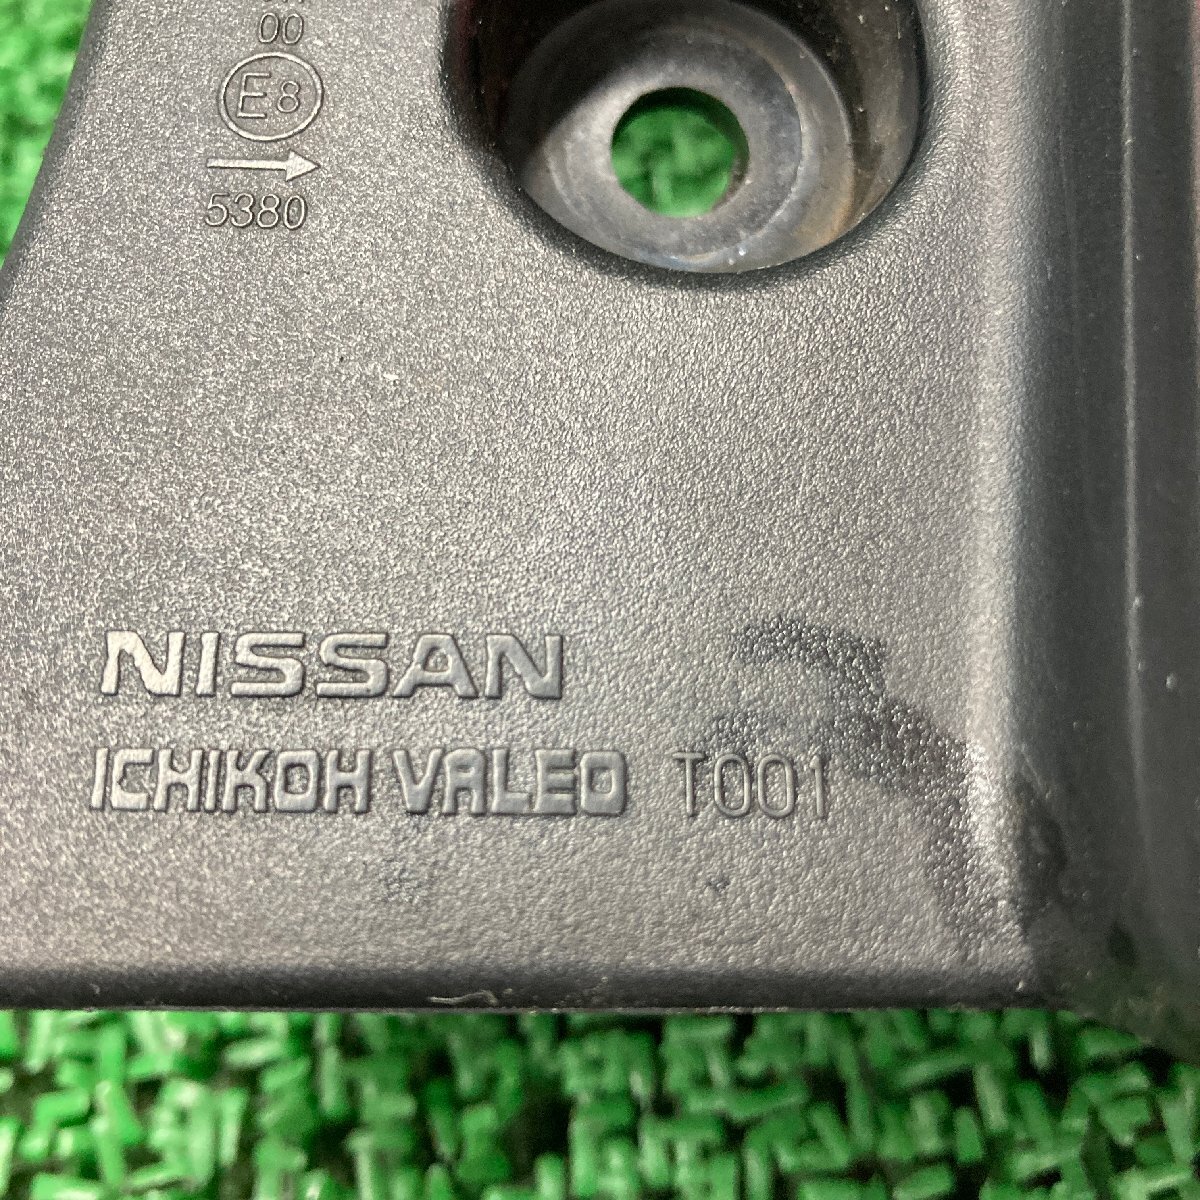 00
E8
→
5380
NISSAN
ICHIKOH VALEO T001